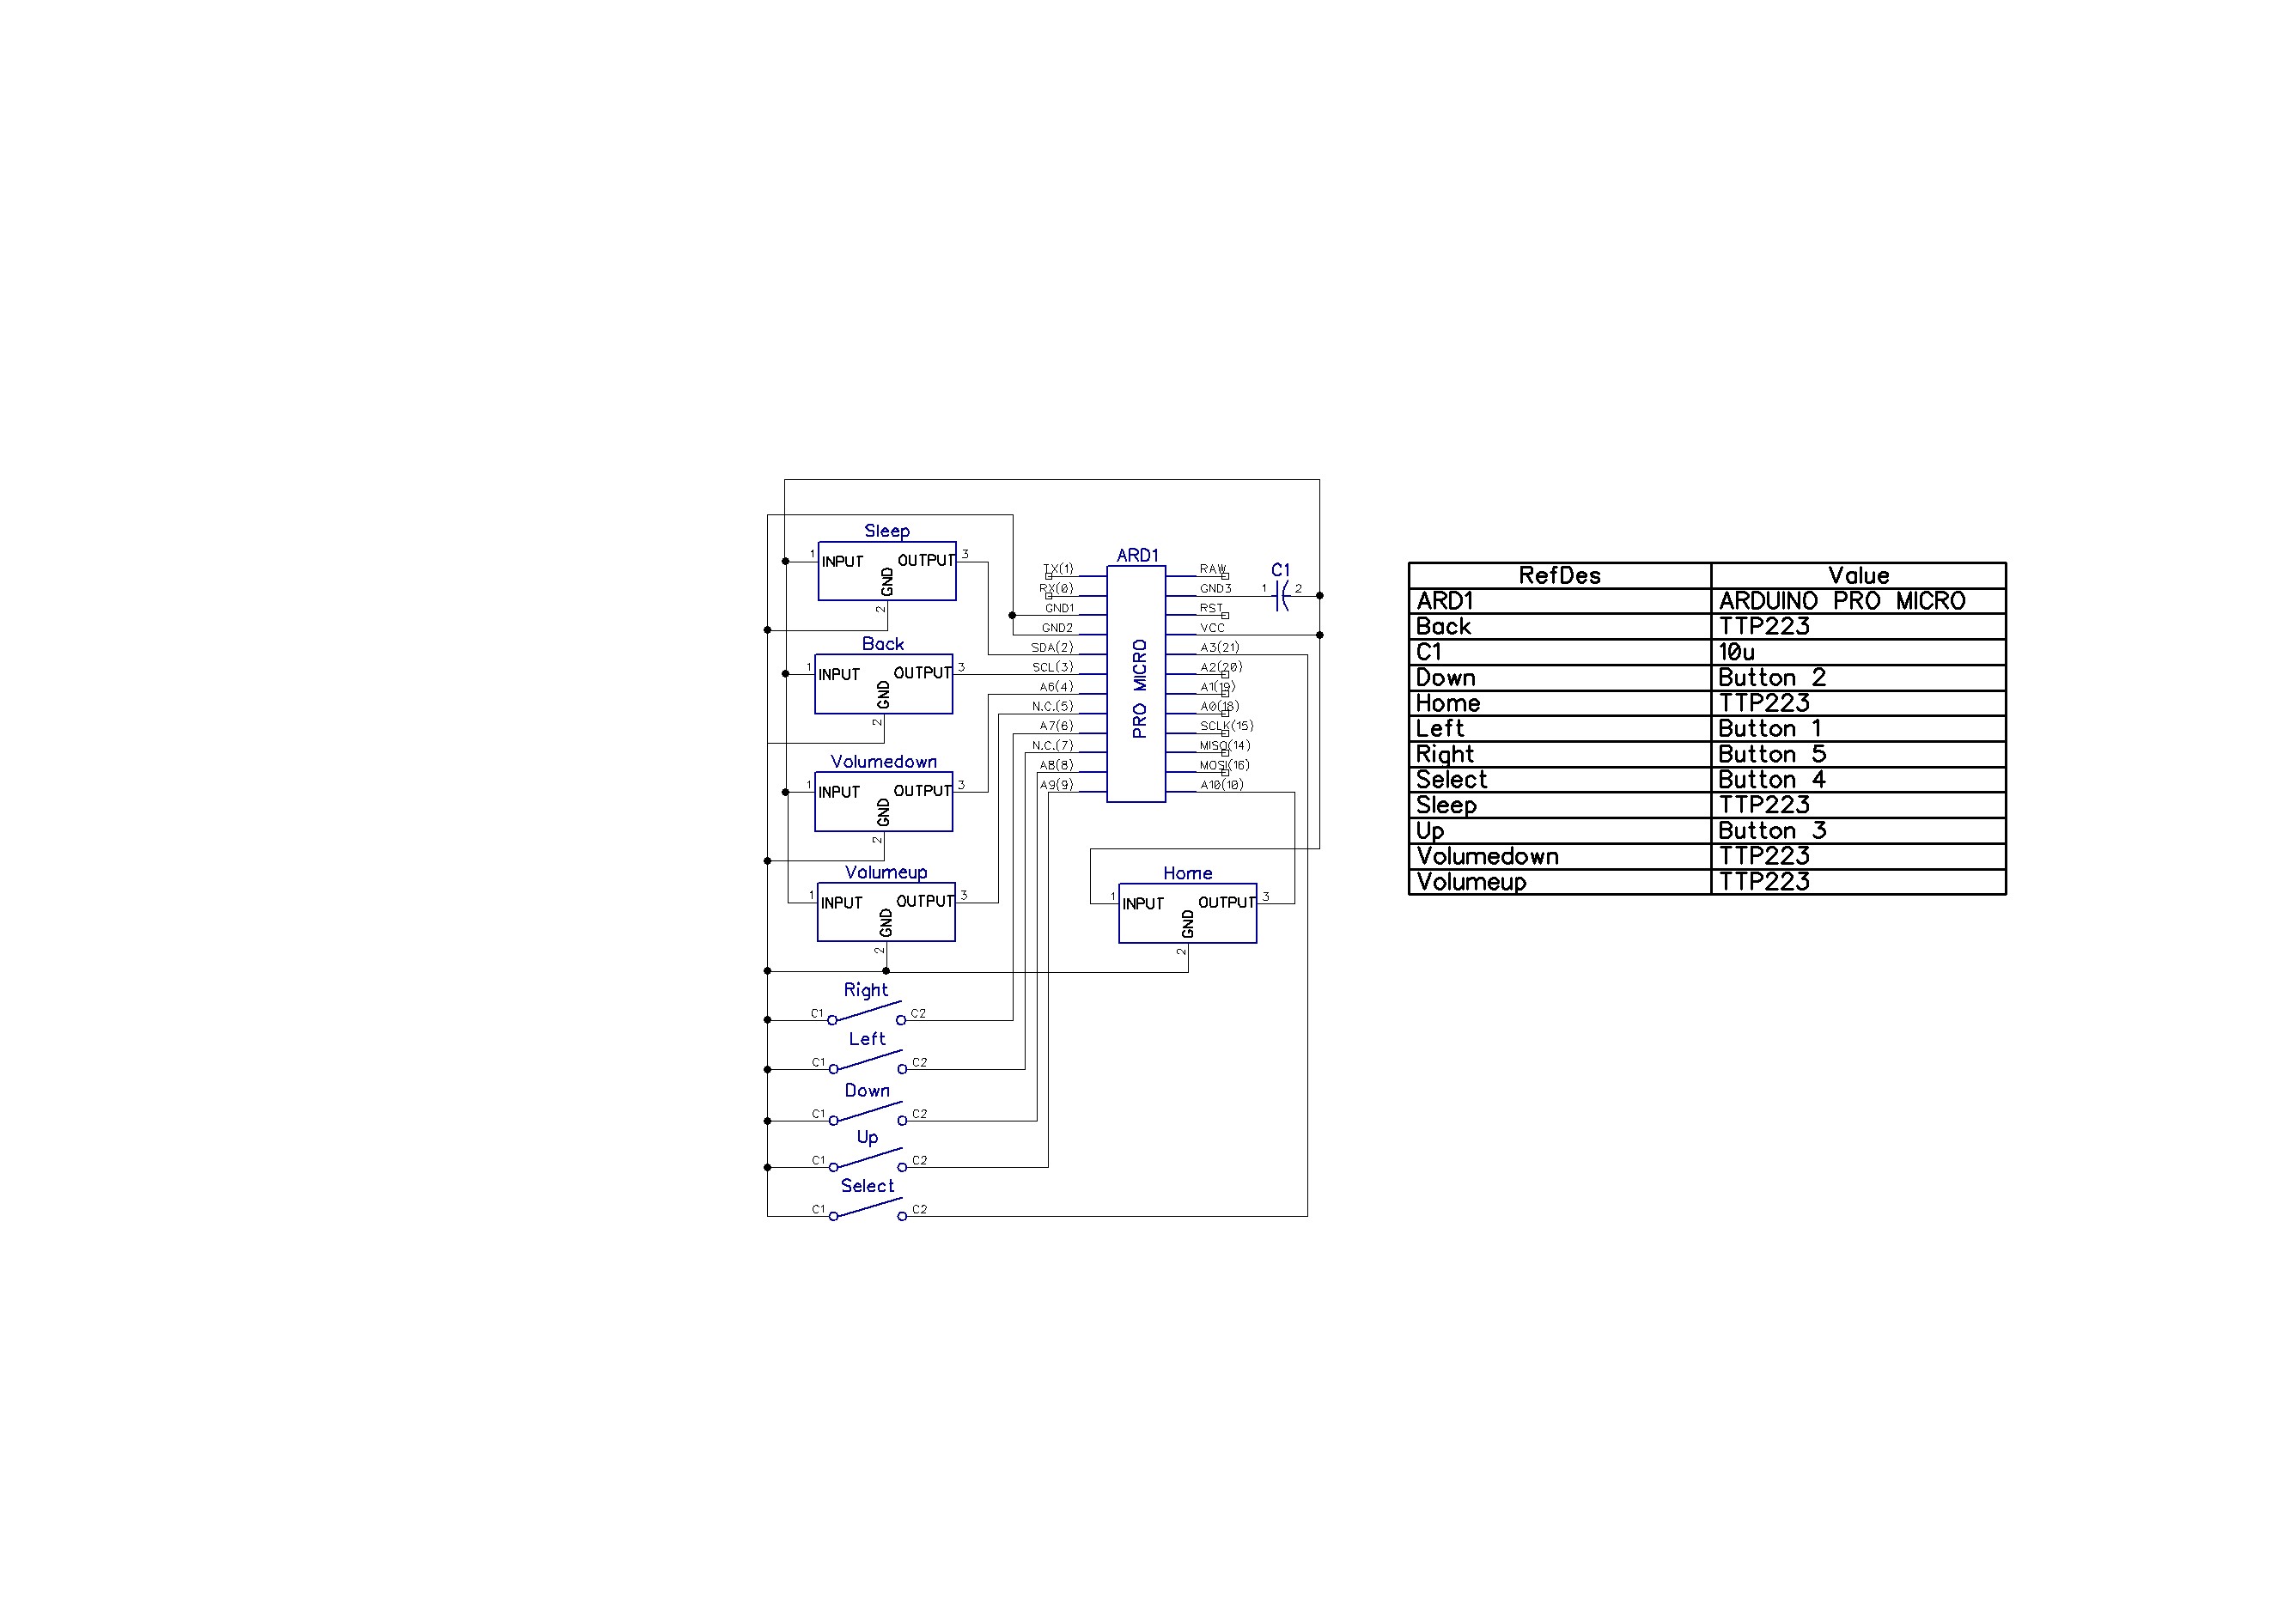 Sleep
1 INPUT OUTPUT 3
GND
2
Back
1 INPUT OUTPUT 3
GND
2
Volumedown
1 INPUT OUTPUT 3
GND
2
Volumeup
1 INPUT OUTPUT 3
GND
2
Right
C1 C2
Left
C1 C2
Down
C1 C2
Up
C1 C2
Select
C1 C2
ARD1
PRO MICRO
TX(1)
RX(0)
GND1
GND2
SDA(2)
SCL(3)
A6(4)
N.C.(5)
A7(6)
N.C.(7)
A8(8)
A9(9)
RAW
GND3
RST
VCC
A3(21)
A2(20)
A1(19)
A0(18)
SCLK(15)
MISO(14)
MOSI(16)
A10(10)
C1
1 2
Home
1 INPUT OUTPUT 3
GND
2
RefDes Value
ARD1 ARDUINO PRO MICRO
Back TTP223
C1 10u
Down Button 2
Home TTP223
Left Button 1
Right Button 5
Select Button 4
Sleep TTP223
Up Button 3
Volumedown TTP223
Volumeup TTP223